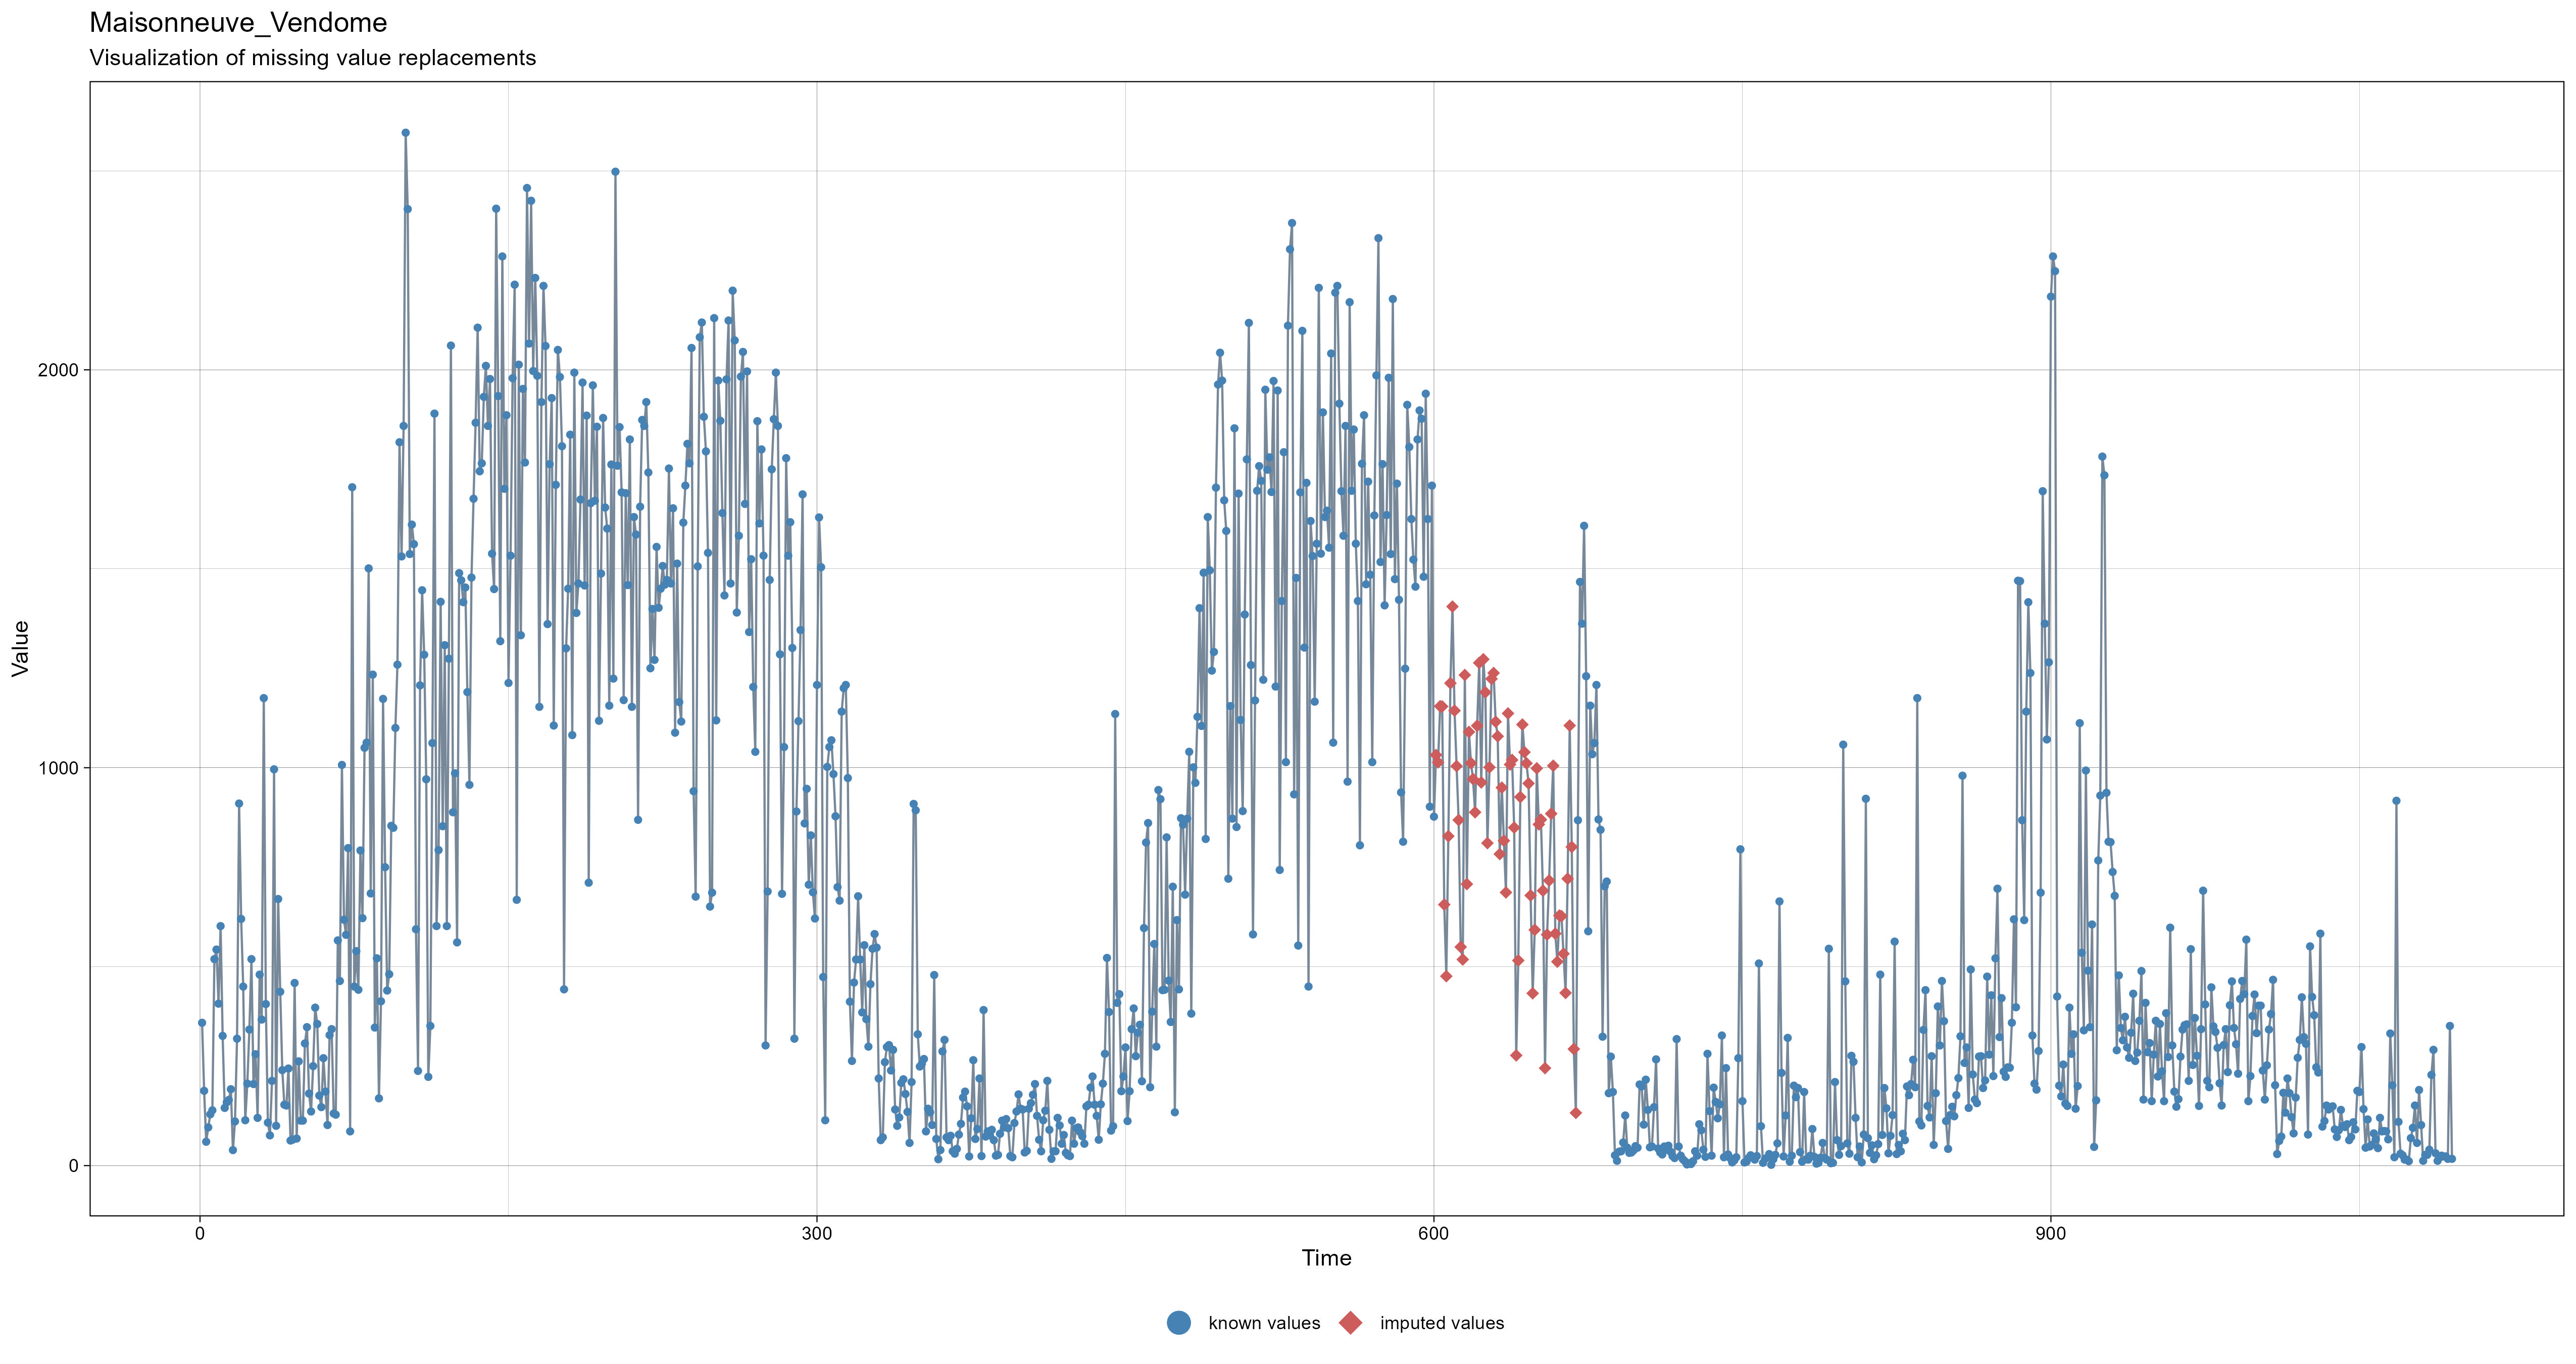 Maisonneuve_Vendome
Visualization of missing value replacements
Value
2000
1000
0
0 300 600 900
Time
known values imputed values